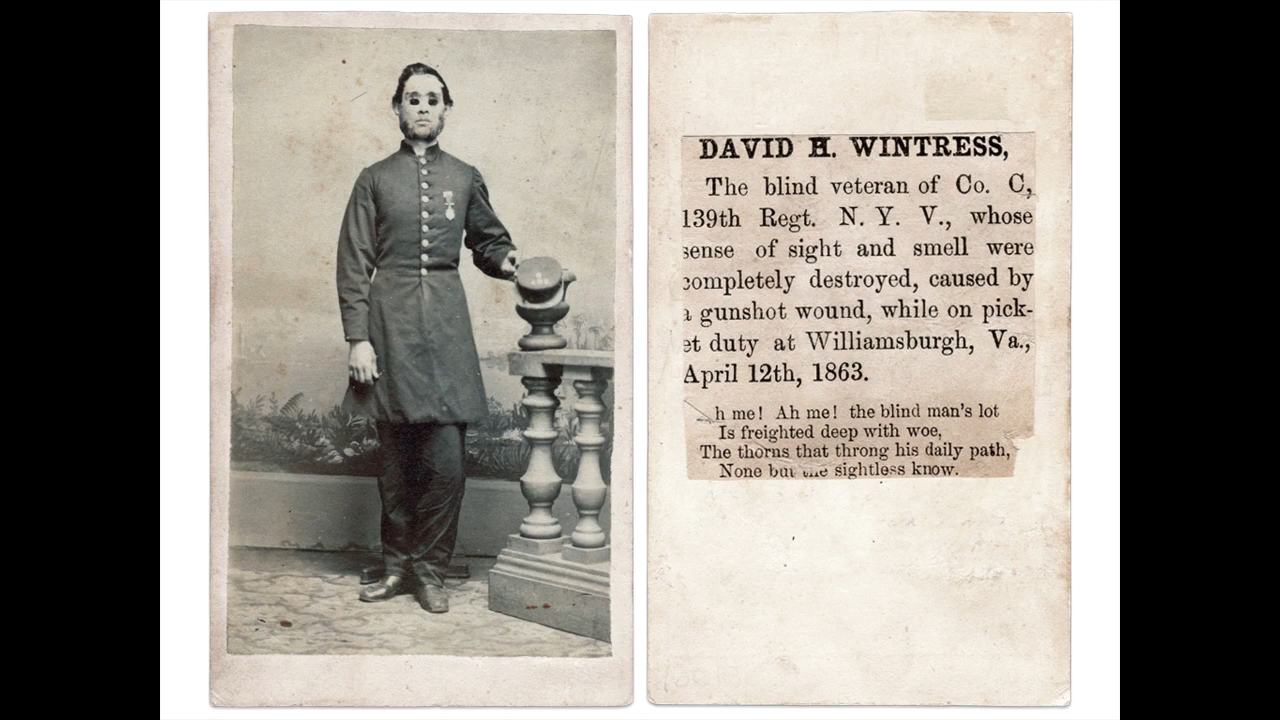 DAVID H. WINTRESS,
The blind veteran of Co. C,
139th Regt. N. Y. V., whose
sense of sight and smell were
completely destroyed, caused by
a gunshot wound, while on pick-
et duty at Williamsburgh, Va.,
April 12th, 1863.
h me! Ah me! the blind man's lot
Is freighted deep with woe,
The thorns that throng his daily path,
None but the sightless know.